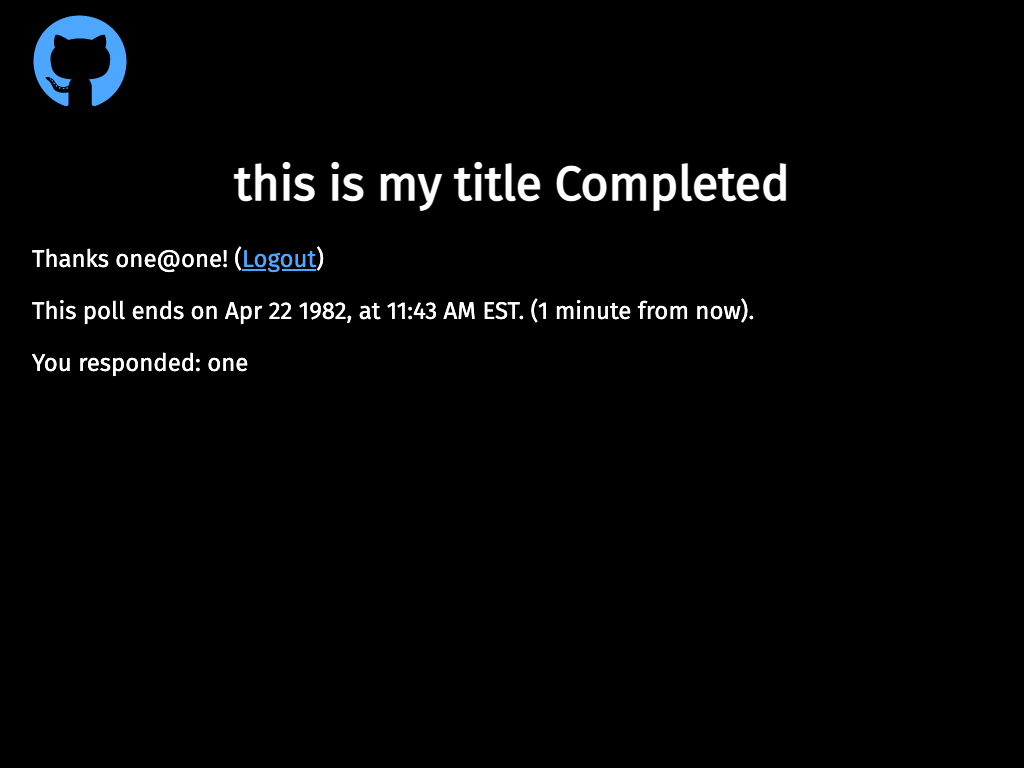 this is my title Completed
Thanks one@one! (Logout)
This poll ends on Apr 22 1982, at 11:43 AM EST. (1 minute from now).
You responded: one